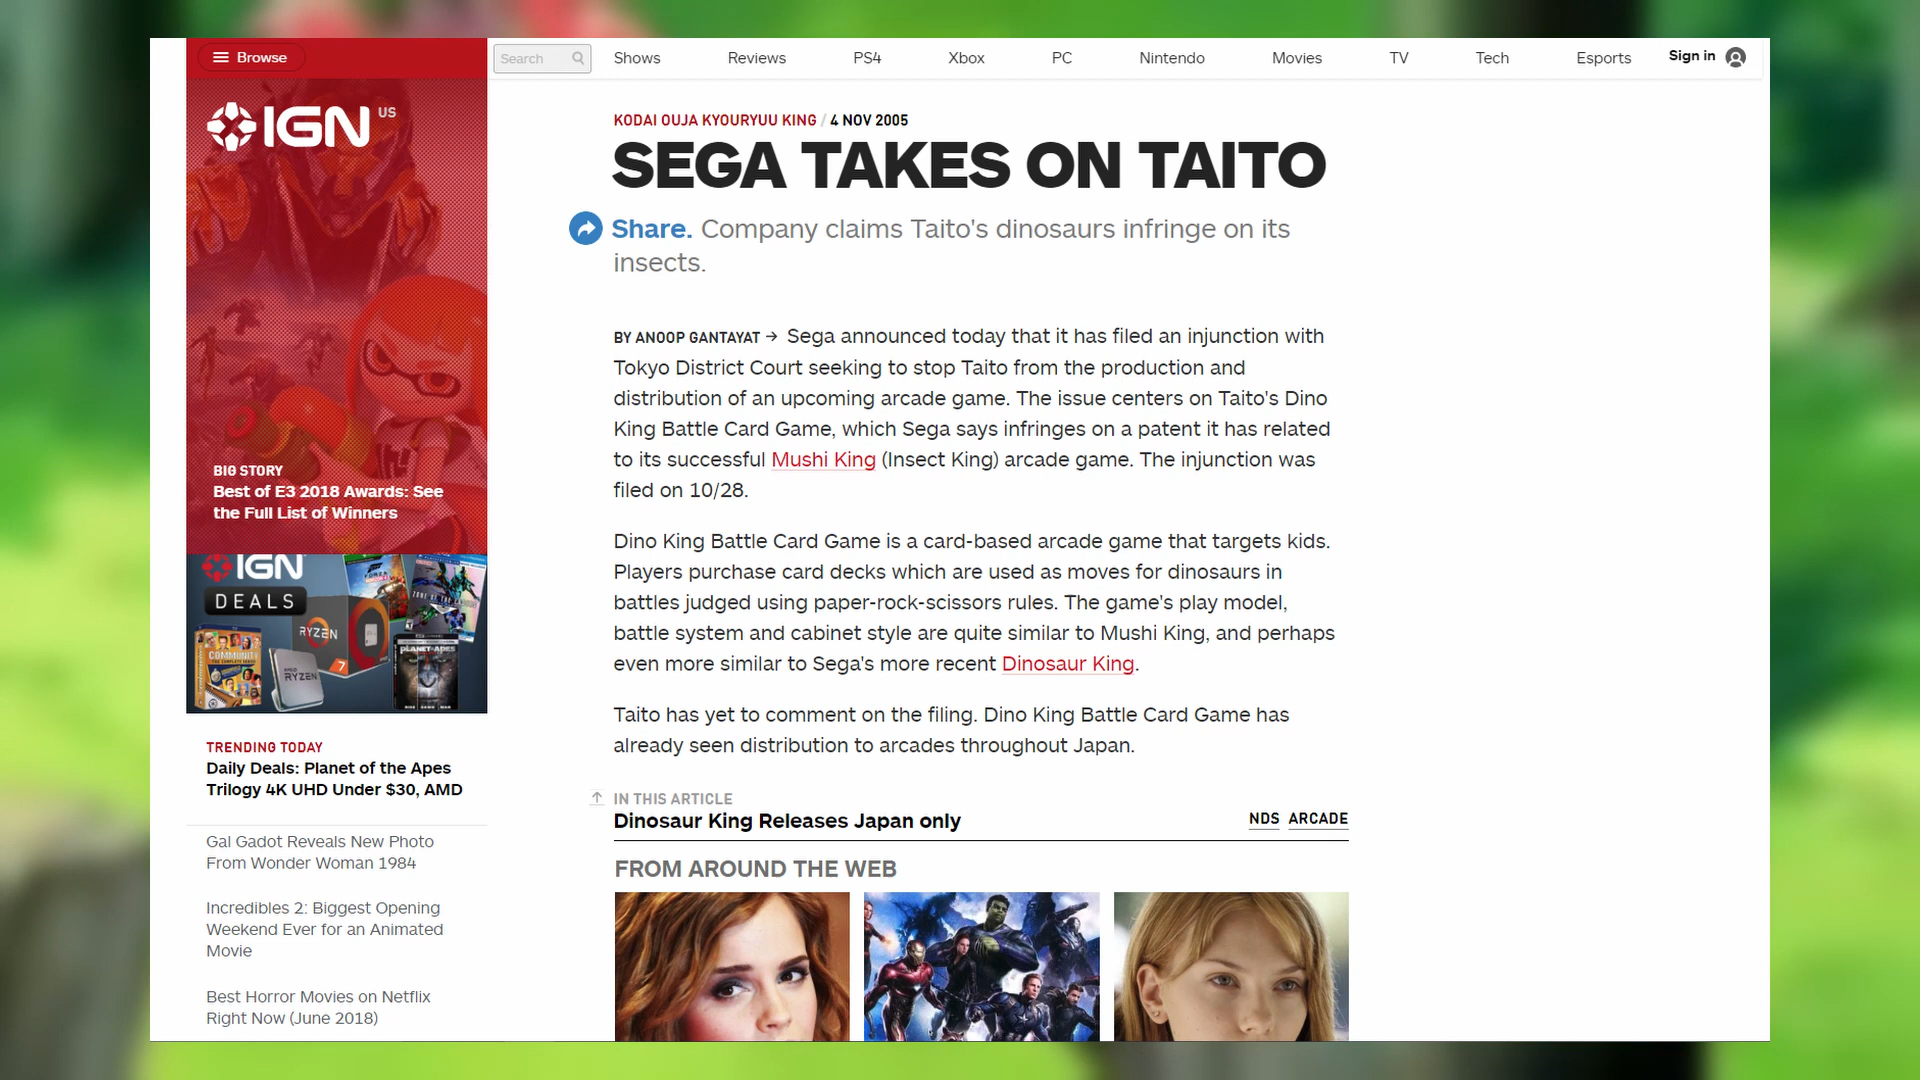 Browse
Search
Shows
Reviews
PS4
Xbox
PC
Nintendo
Movies
TV
Tech
Esports
Sign in
IGN US
BIG STORY
Best of E3 2018 Awards: See
the Full List of Winners
IGN
DEALS
RYZEN
7
AMD
RYZEN
COMMUNITY
FORZA
PLANET OF THE APES
TRENDING TODAY
Daily Deals: Planet of the Apes
Trilogy 4K UHD Under $30, AMD
Gal Gadot Reveals New Photo
From Wonder Woman 1984
Incredibles 2: Biggest Opening
Weekend Ever for an Animated
Movie
Best Horror Movies on Netflix
Right Now (June 2018)
KODAI OUJA KYOURYUU KING / 4 NOV 2005
SEGA TAKES ON TAITO
Share. Company claims Taito's dinosaurs infringe on its
insects.
BY ANOOP GANTAYAT → Sega announced today that it has filed an injunction with
Tokyo District Court seeking to stop Taito from the production and
distribution of an upcoming arcade game. The issue centers on Taito's Dino
King Battle Card Game, which Sega says infringes on a patent it has related
to its successful Mushi King (Insect King) arcade game. The injunction was
filed on 10/28.
Dino King Battle Card Game is a card-based arcade game that targets kids.
Players purchase card decks which are used as moves for dinosaurs in
battles judged using paper-rock-scissors rules. The game's play model,
battle system and cabinet style are quite similar to Mushi King, and perhaps
even more similar to Sega's more recent Dinosaur King.
Taito has yet to comment on the filing. Dino King Battle Card Game has
already seen distribution to arcades throughout Japan.
IN THIS ARTICLE
Dinosaur King Releases Japan only
NDS ARCADE
FROM AROUND THE WEB